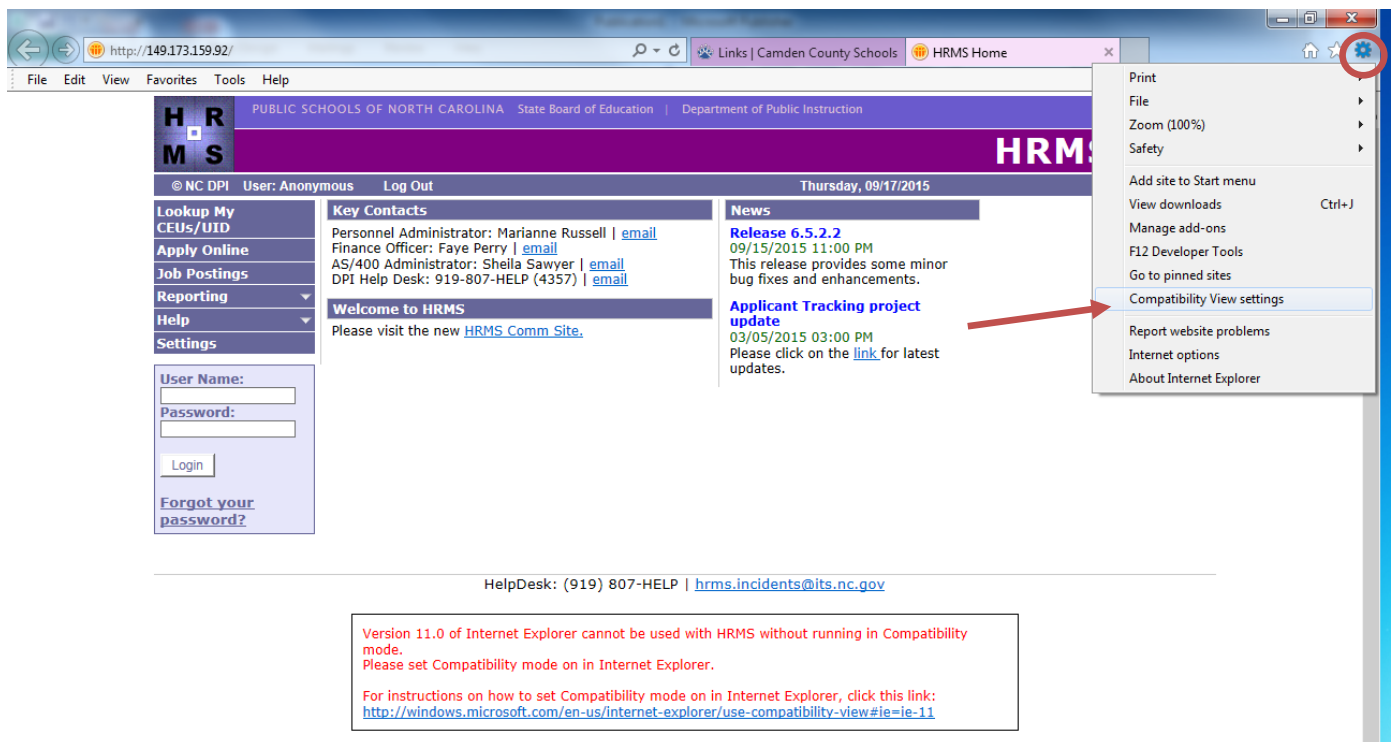 http://149.173.159.92/
Links | Camden County Schools
HRMS Home
File Edit View Favorites Tools Help
H R
M S
PUBLIC SCHOOLS OF NORTH CAROLINA State Board of Education | Department of Public Instruction
HRMS
© NC DPI User: Anonymous Log Out Thursday, 09/17/2015
Lookup My
CEUs/UID
Apply Online
Job Postings
Reporting
Help
Settings
User Name:
Password:
Login
Forgot your
password?
Key Contacts
Personnel Administrator: Marianne Russell | email
Finance Officer: Faye Perry | email
AS/400 Administrator: Sheila Sawyer | email
DPI Help Desk: 919-807-HELP (4357) | email
Welcome to HRMS
Please visit the new HRMS Comm Site.
News
Release 6.5.2.2
09/15/2015 11:00 PM
This release provides some minor
bug fixes and enhancements.
Applicant Tracking project
update
03/05/2015 03:00 PM
Please click on the link for latest
updates.
Print
File
Zoom (100%)
Safety
Add site to Start menu
View downloads Ctrl+J
Manage add-ons
F12 Developer Tools
Go to pinned sites
Compatibility View settings
Report website problems
Internet options
About Internet Explorer
HelpDesk: (919) 807-HELP | hrms.incidents@its.nc.gov
Version 11.0 of Internet Explorer cannot be used with HRMS without running in Compatibility
mode.
Please set Compatibility mode on in Internet Explorer.
For instructions on how to set Compatibility mode on in Internet Explorer, click this link:
http://windows.microsoft.com/en-us/internet-explorer/use-compatibility-view#ie=ie-11